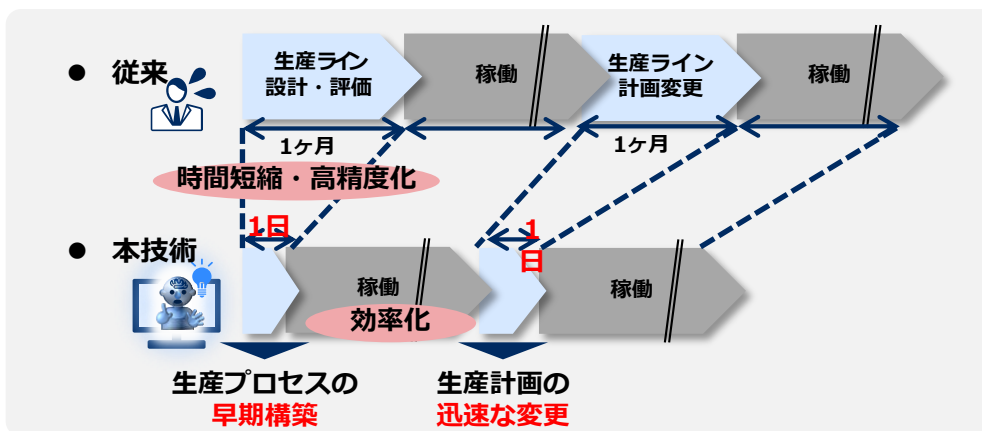 ● 従来
生産ライン
設計・評価
稼働
生産ライン
計画変更
稼働
1ヶ月
1ヶ月
時間短縮・高精度化
1日
1
日
● 本技術
稼働
効率化
稼働
生産プロセスの
早期構築
生産計画の
迅速な変更